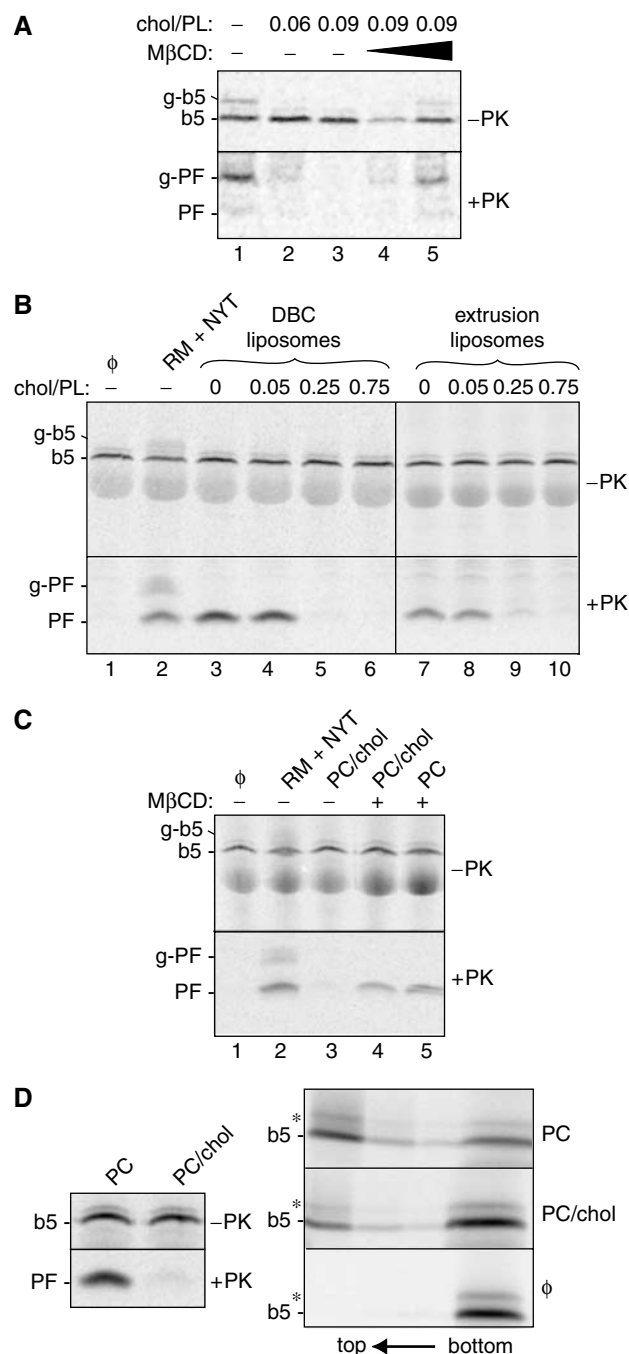 A
chol/PL: – 0.06 0.09 0.09 0.09
MβCD: – – –
g-b5
b5
–PK
g-PF
PF
+PK
1 2 3 4 5
B
DBC liposomes
extrusion liposomes
ϕ RM + NYT
chol/PL: – – 0 0.05 0.25 0.75 0 0.05 0.25 0.75
g-b5
b5
–PK
g-PF
PF
+PK
1 2 3 4 5 6 7 8 9 10
C
ϕ RM + NYT PC/chol PC/chol PC
MβCD: – – – + +
g-b5
b5
–PK
g-PF
PF
+PK
1 2 3 4 5
D
PC PC/chol
b5 –PK
PF +PK
*
b5 PC
*
b5 PC/chol
*
b5 ϕ
top bottom